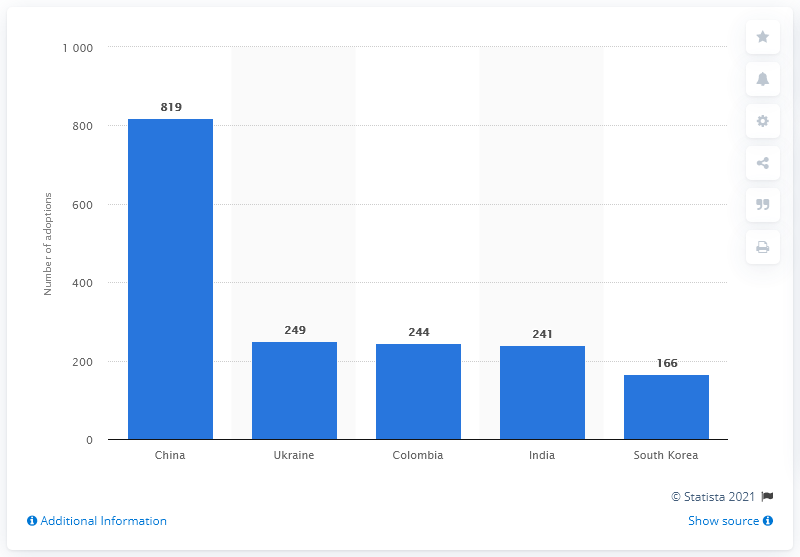 1 000
800
600
400
200
0
Number of adoptions
819
249
244
241
166
China
Ukraine
Colombia
India
South Korea
© Statista 2021
Additional Information
Show source